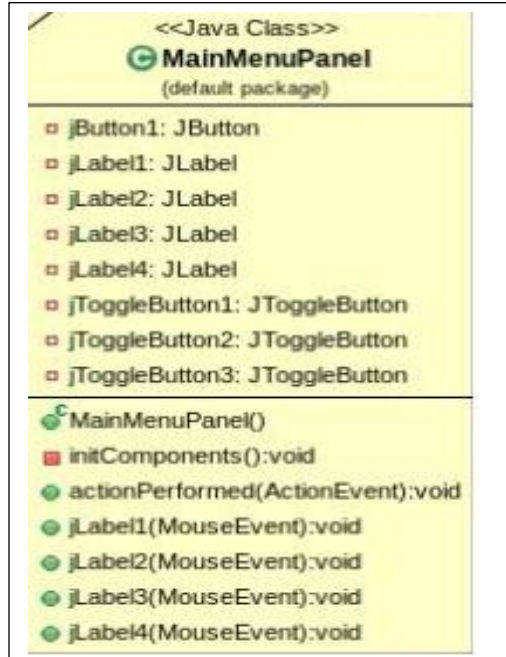 <<Java Class>>
MainMenuPanel
(default package)
jButton1: JButton
jLabel1: JLabel
jLabel2: JLabel
jLabel3: JLabel
jLabel4: JLabel
jToggleButton1: JToggleButton
jToggleButton2: JToggleButton
jToggleButton3: JToggleButton
MainMenuPanel()
initComponents():void
actionPerformed(ActionEvent):void
jLabel1(MouseEvent):void
jLabel2(MouseEvent):void
jLabel3(MouseEvent):void
jLabel4(MouseEvent):void